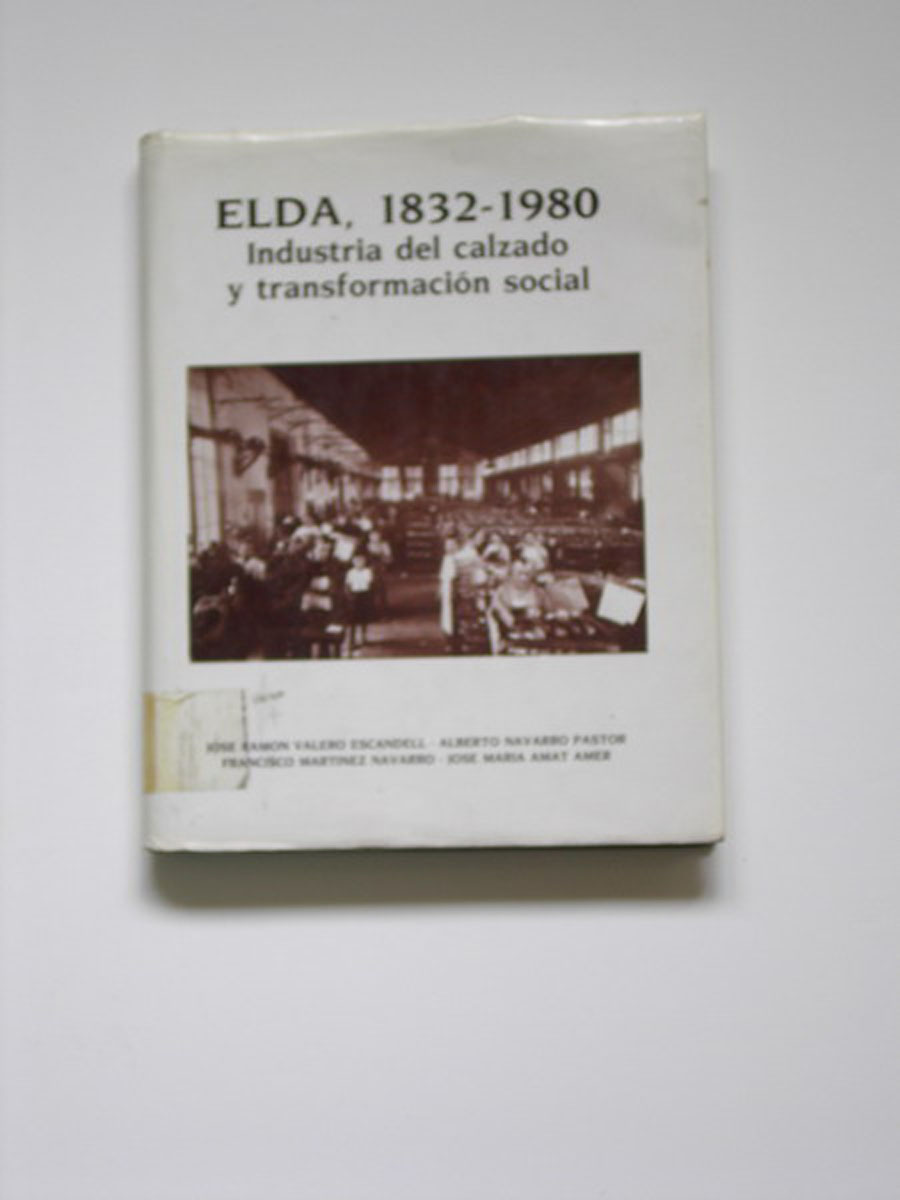 ELDA, 1832-1980
Industria del calzado
y transformación social
JOSE RAMON VALERO ESCANDELL - ALBERTO NAVARRO PASTOR
FRANCISCO MARTINEZ NAVARRO - JOSE MARIA AMAT AMER